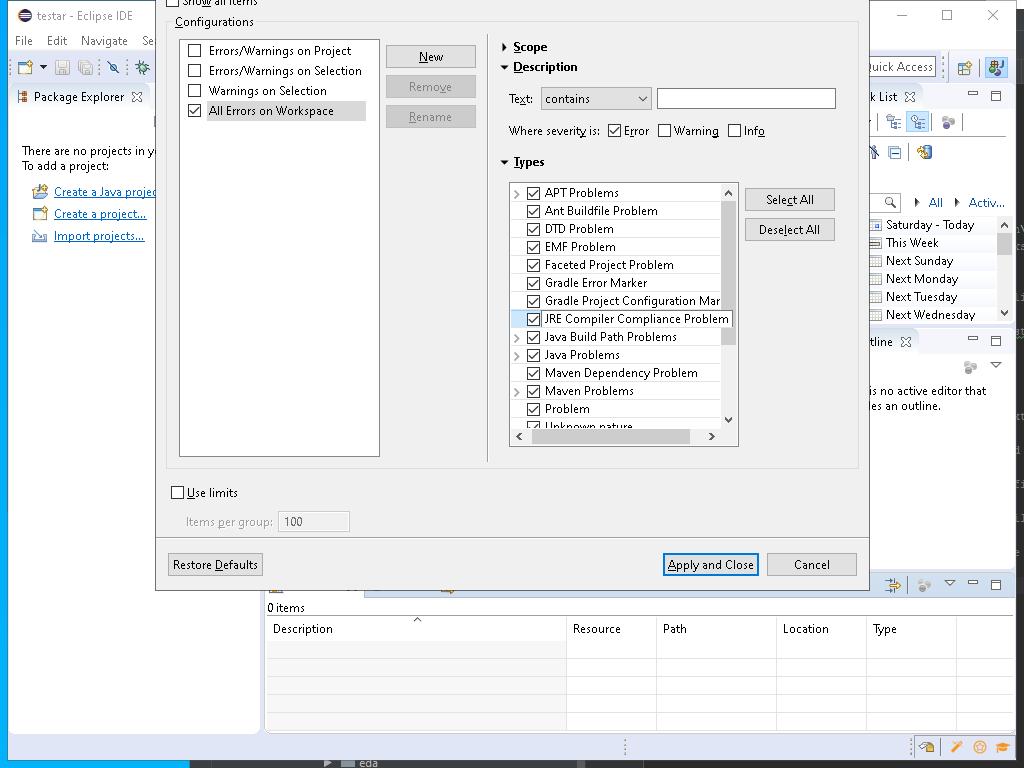 testar - Eclipse IDE
Show all items
File Edit Navigate Se
Configurations
Errors/Warnings on Project
Errors/Warnings on Selection
Warnings on Selection
All Errors on Workspace
New
Remove
Rename
Scope
Description
Text: contains
Where severity is: Error Warning Info
Types
APT Problems
Ant Buildfile Problem
DTD Problem
EMF Problem
Faceted Project Problem
Gradle Error Marker
Gradle Project Configuration Mar
JRE Compiler Compliance Problem
Java Build Path Problems
Java Problems
Maven Dependency Problem
Maven Problems
Problem
Unknown nature
Select All
Deselect All
Use limits
Items per group: 100
Restore Defaults
Apply and Close
Cancel
Package Explorer
There are no projects in yo
To add a project:
Create a Java projec
Create a project...
Import projects...
Quick Access
k List
All Activ...
Saturday - Today
This Week
Next Sunday
Next Monday
Next Tuesday
Next Wednesday
tline
is no active editor that
des an outline.
0 items
Description Resource Path Location Type
eda